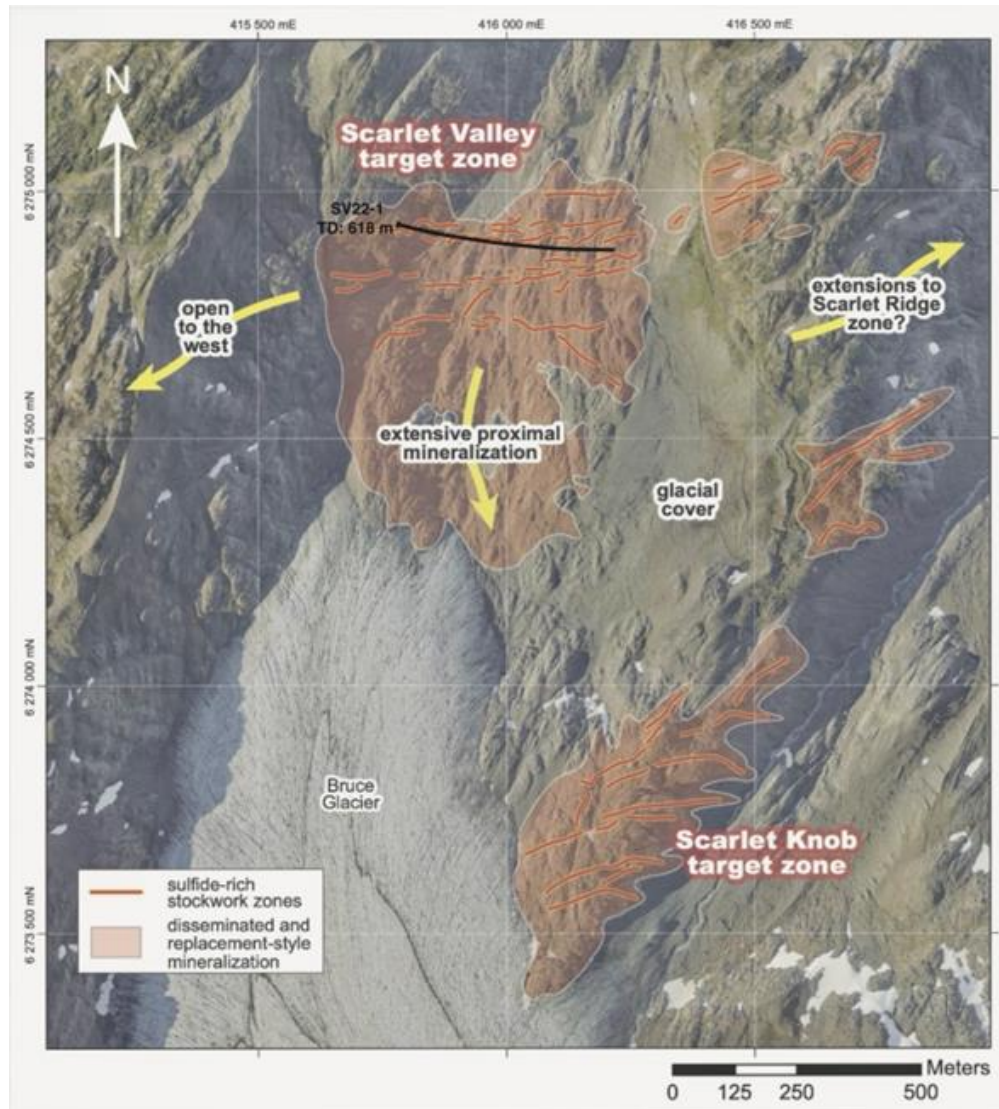 415 500 mE
416 000 mE
416 500 mE
N
Scarlet Valley
target zone
6 275 000 mN
SV22-1
TD: 618 m
extensions to
Scarlet Ridge
zone?
open
to the
west
6 274 500 mN
extensive proximal
mineralization
glacial
cover
6 274 000 mN
Bruce
Glacier
Scarlet Knob
target zone
sulfide-rich
stockwork zones
disseminated and
replacement-style
mineralization
6 273 500 mN
Meters
0
125
250
500